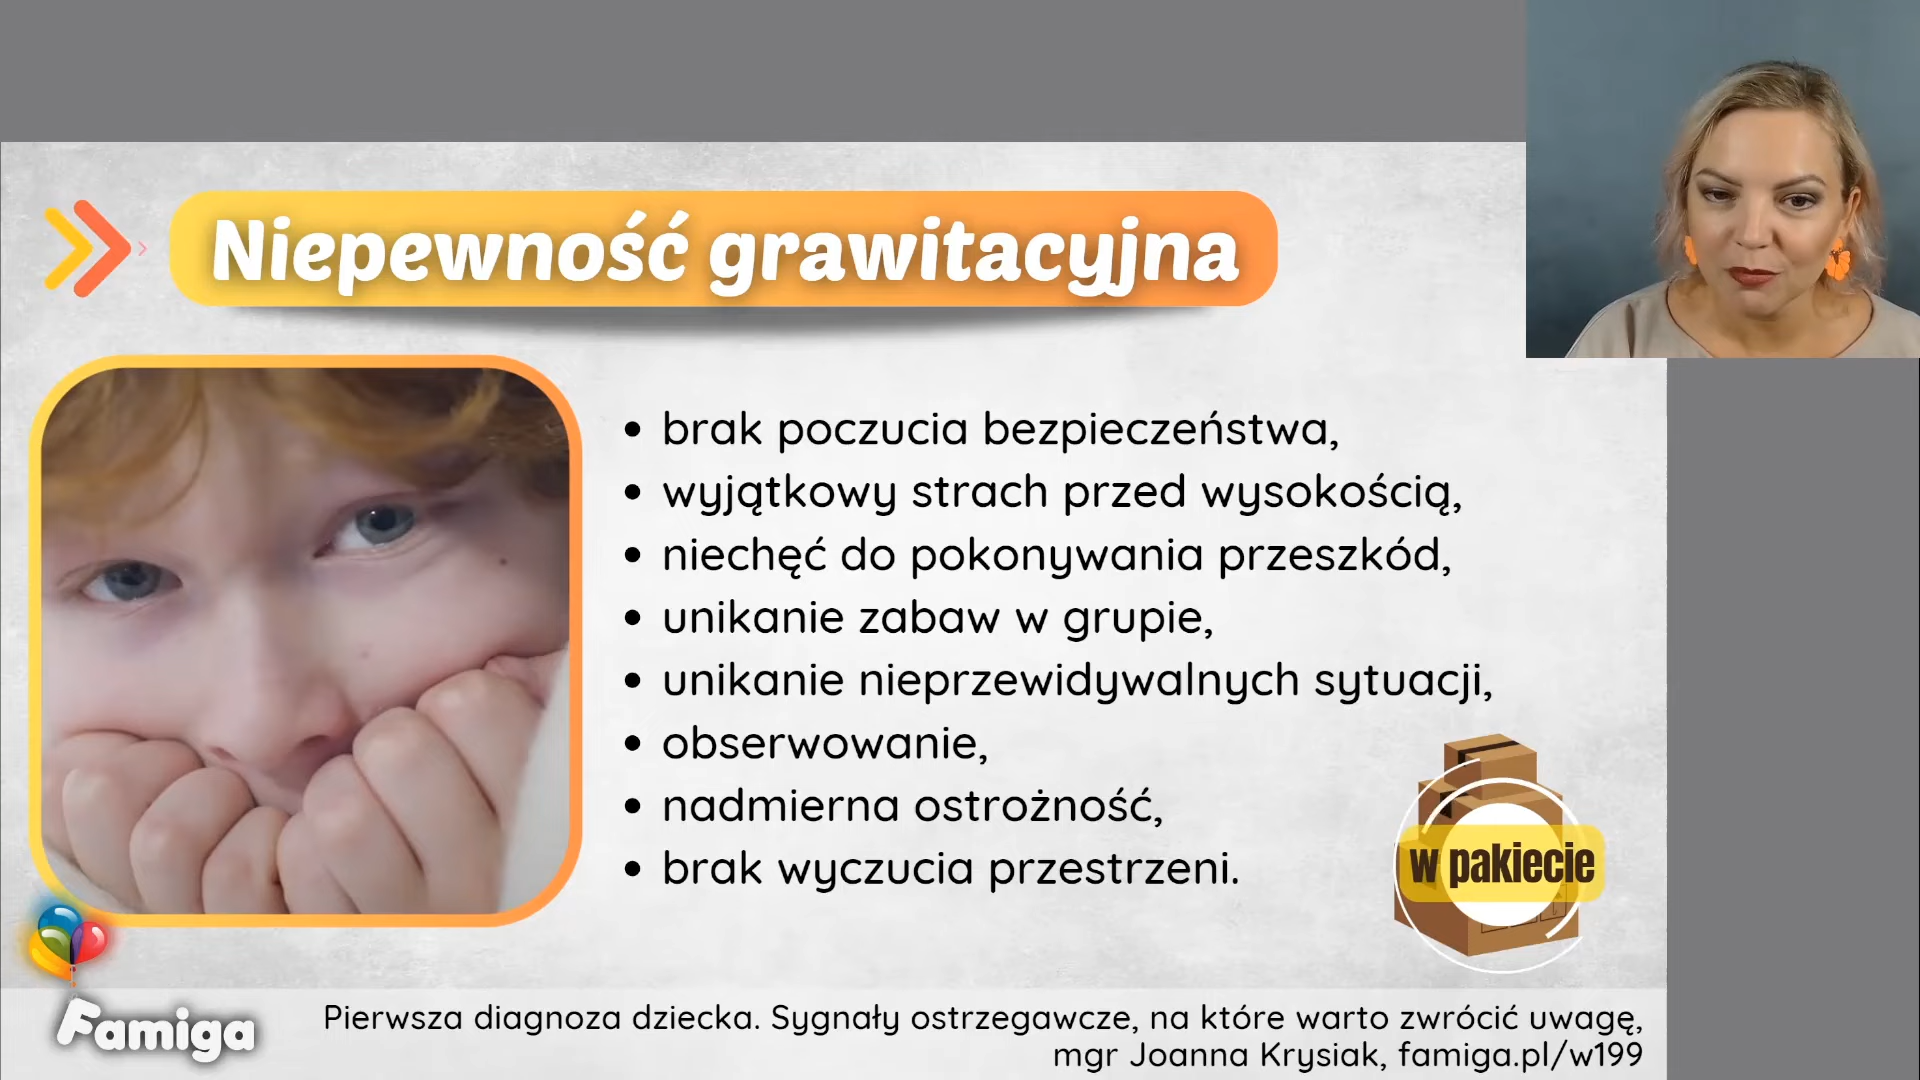 Niepewność grawitacyjna
• brak poczucia bezpieczeństwa,
• wyjątkowy strach przed wysokością,
• niechęć do pokonywania przeszkód,
• unikanie zabaw w grupie,
• unikanie nieprzewidywalnych sytuacji,
• obserwowanie,
• nadmierna ostrożność,
• brak wyczucia przestrzeni.
w pakiecie
Famiga
Pierwsza diagnoza dziecka. Sygnały ostrzegawcze, na które warto zwrócić uwagę,
mgr Joanna Krysiak, famiga.pl/w199